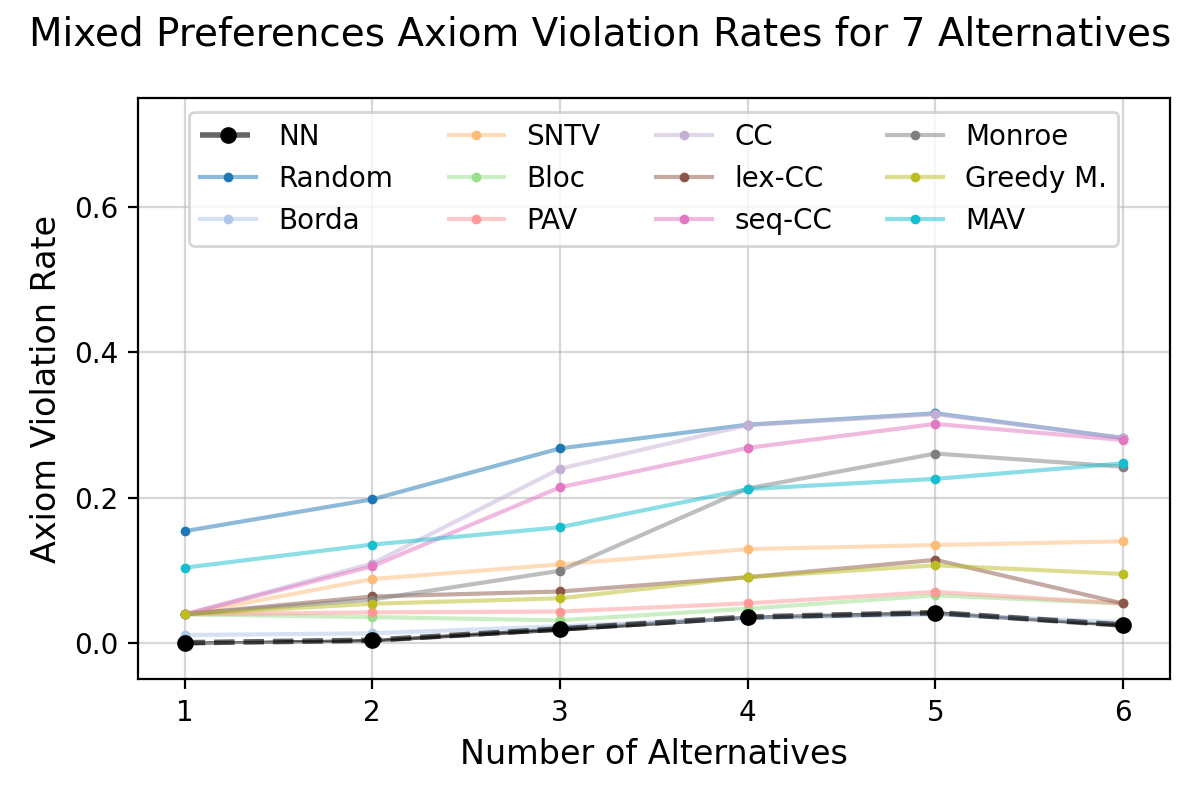 Mixed Preferences Axiom Violation Rates for 7 Alternatives
NN SNTV CC Monroe
Random Bloc lex-CC Greedy M.
Borda PAV seq-CC MAV
Axiom Violation Rate
0.6
0.4
0.2
0.0
1 2 3 4 5 6
Number of Alternatives